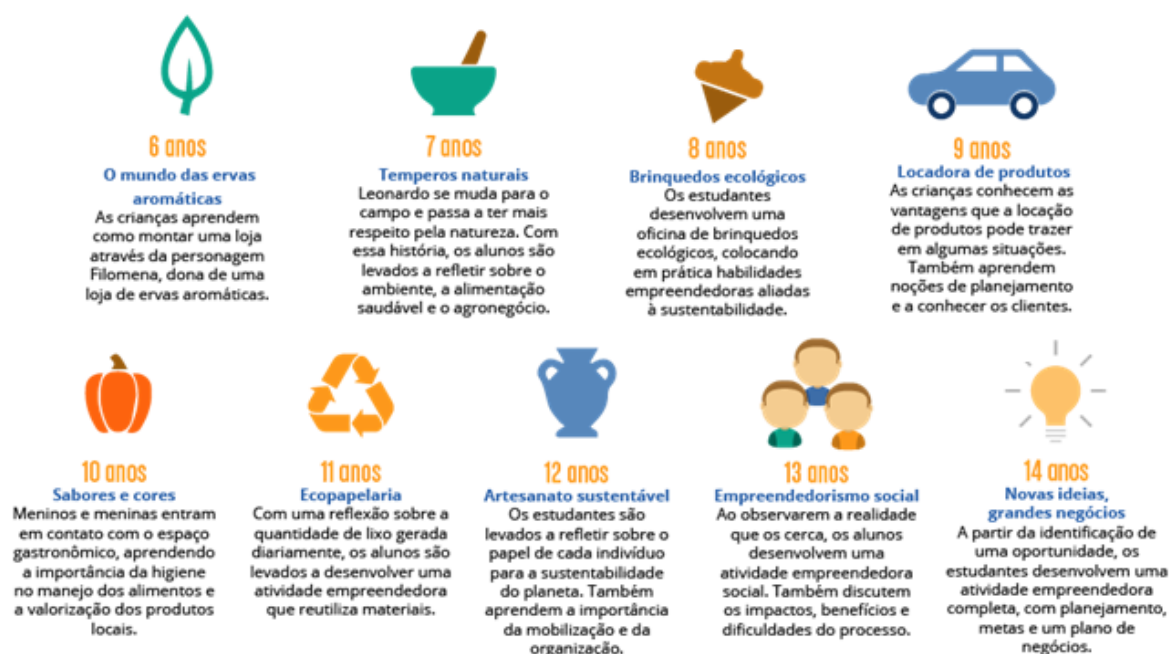 6 anos
O mundo das ervas
aromáticas
As crianças aprendem
como montar uma loja
através da personagem
Filomena, dona de uma
loja de ervas aromáticas.
7 anos
Temperos naturais
Leonardo se muda para o
campo e passa a ter mais
respeito pela natureza. Com
essa história, os alunos são
levados a refletir sobre o
ambiente, a alimentação
saudável e o agronegócio.
8 anos
Brinquedos ecológicos
Os estudantes
desenvolvem uma
oficina de brinquedos
ecológicos, colocando
em prática habilidades
empreendedoras aliadas
à sustentabilidade.
9 anos
Locadora de produtos
As crianças conhecem as
vantagens que a locação
de produtos pode trazer
em algumas situações.
Também aprendem
noções de planejamento
e a conhecer os clientes.
10 anos
Sabores e cores
Meninos e meninas entram
em contato com o espaço
gastronômico, aprendendo
a importância da higiene
no manejo dos alimentos e
a valorização dos produtos
locais.
11 anos
Ecopapelaria
Com uma reflexão sobre a
quantidade de lixo gerada
diariamente, os alunos são
levados a desenvolver uma
atividade empreendedora
que reutiliza materiais.
12 anos
Artesanato sustentável
Os estudantes são
levados a refletir sobre o
papel de cada indivíduo
para a sustentabilidade
do planeta. Também
aprendem a importância
da mobilização e da
organização.
13 anos
Empreendedorismo social
Ao observarem a realidade
que os cerca, os alunos
desenvolvem uma
atividade empreendedora
social. Também discutem
os impactos, benefícios e
dificuldades do processo.
14 anos
Novas ideias,
grandes negócios
A partir da identificação de
uma oportunidade, os
estudantes desenvolvem uma
atividade empreendedora
completa, com planejamento,
metas e um plano de
negócios.